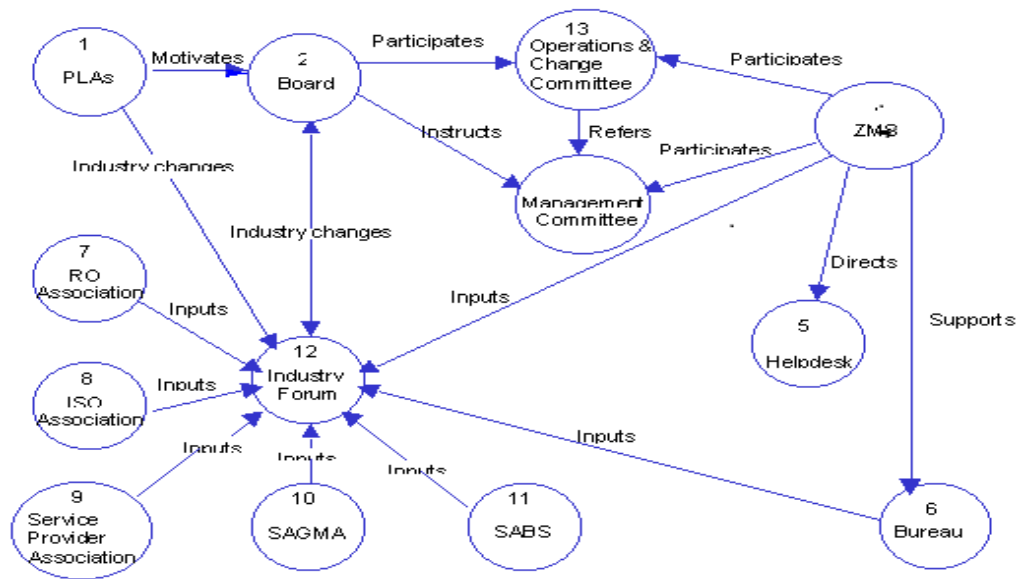 1
PLAs
Motivates
2
Board
Participates
13
Operations &
Change
Committee
Participates
ZMS
Instructs
Refers
Participates
Management
Committee
Industry changes
Industry changes
7
RO
Association
Inputs
Inputs
Directs
Supports
5
Helpdesk
12
Industry
Forum
8
ISO
Association
Inputs
Inputs
Inputs
Inputs
Inputs
9
Service
Provider
Association
10
SAGMA
11
SABS
6
Bureau